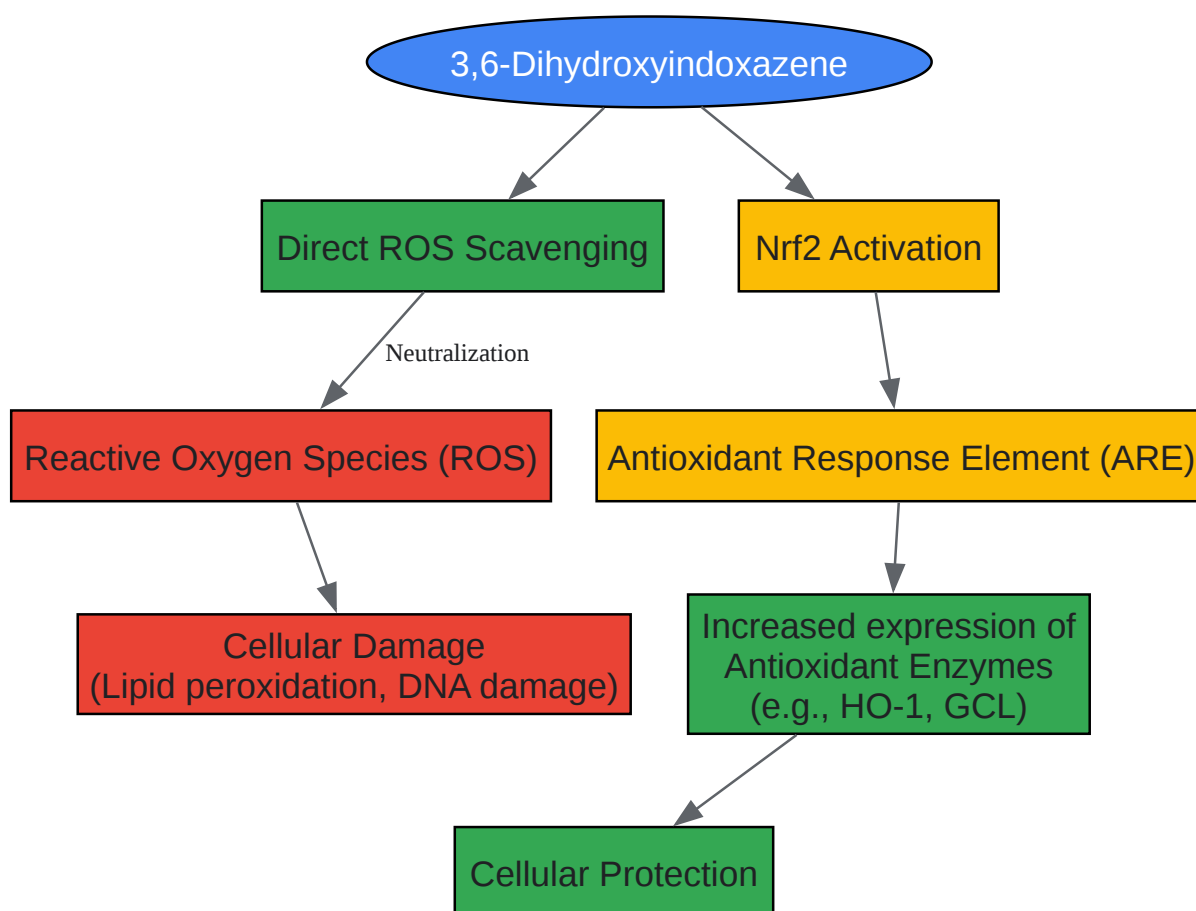 3,6-Dihydroxyindoxazene
Direct ROS Scavenging
Nrf2 Activation
Neutralization
Reactive Oxygen Species (ROS)
Antioxidant Response Element (ARE)
Cellular Damage
(Lipid peroxidation, DNA damage)
Increased expression of
Antioxidant Enzymes
(e.g., HO-1, GCL)
Cellular Protection